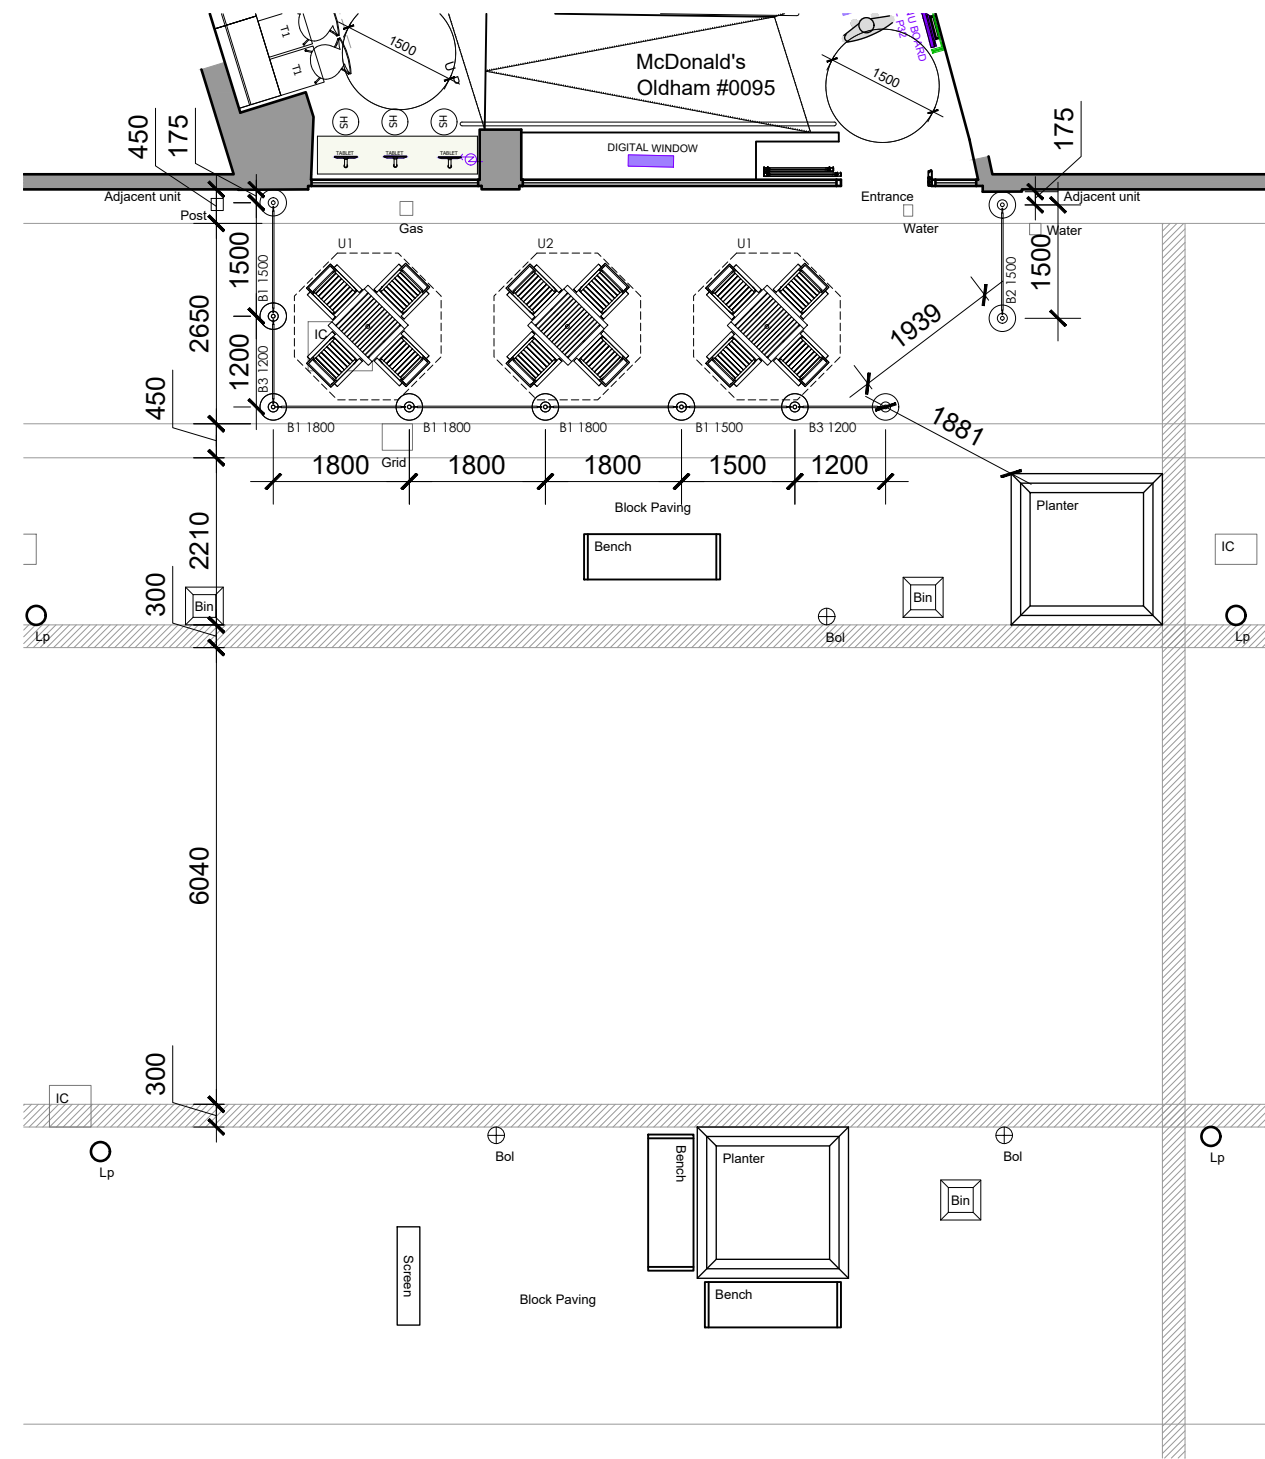 T1
T1
1500
McDonald's
Oldham #0095
1500
U BOARD
P3/2
450
175
HS
HS
HS
TABLET
TABLET
TABLET
N
DIGITAL WINDOW
175
Adjacent unit
Post
Gas
Entrance
Water
Adjacent unit
Water
U1
U2
U1
1500
B1 1500
2650
1200
B3 1200
IC
1939
B2 1500
1500
450
B1 1800
B1 1800
B1 1800
B1 1500
B3 1200
1881
Grid
1800
1800
1800
1500
1200
Block Paving
Planter
2210
Bench
IC
300
Bin
Bin
Lp
Bol
Lp
6040
300
IC
Lp
Bol
Bench
Planter
Bol
Lp
Bin
Screen
Block Paving
Bench